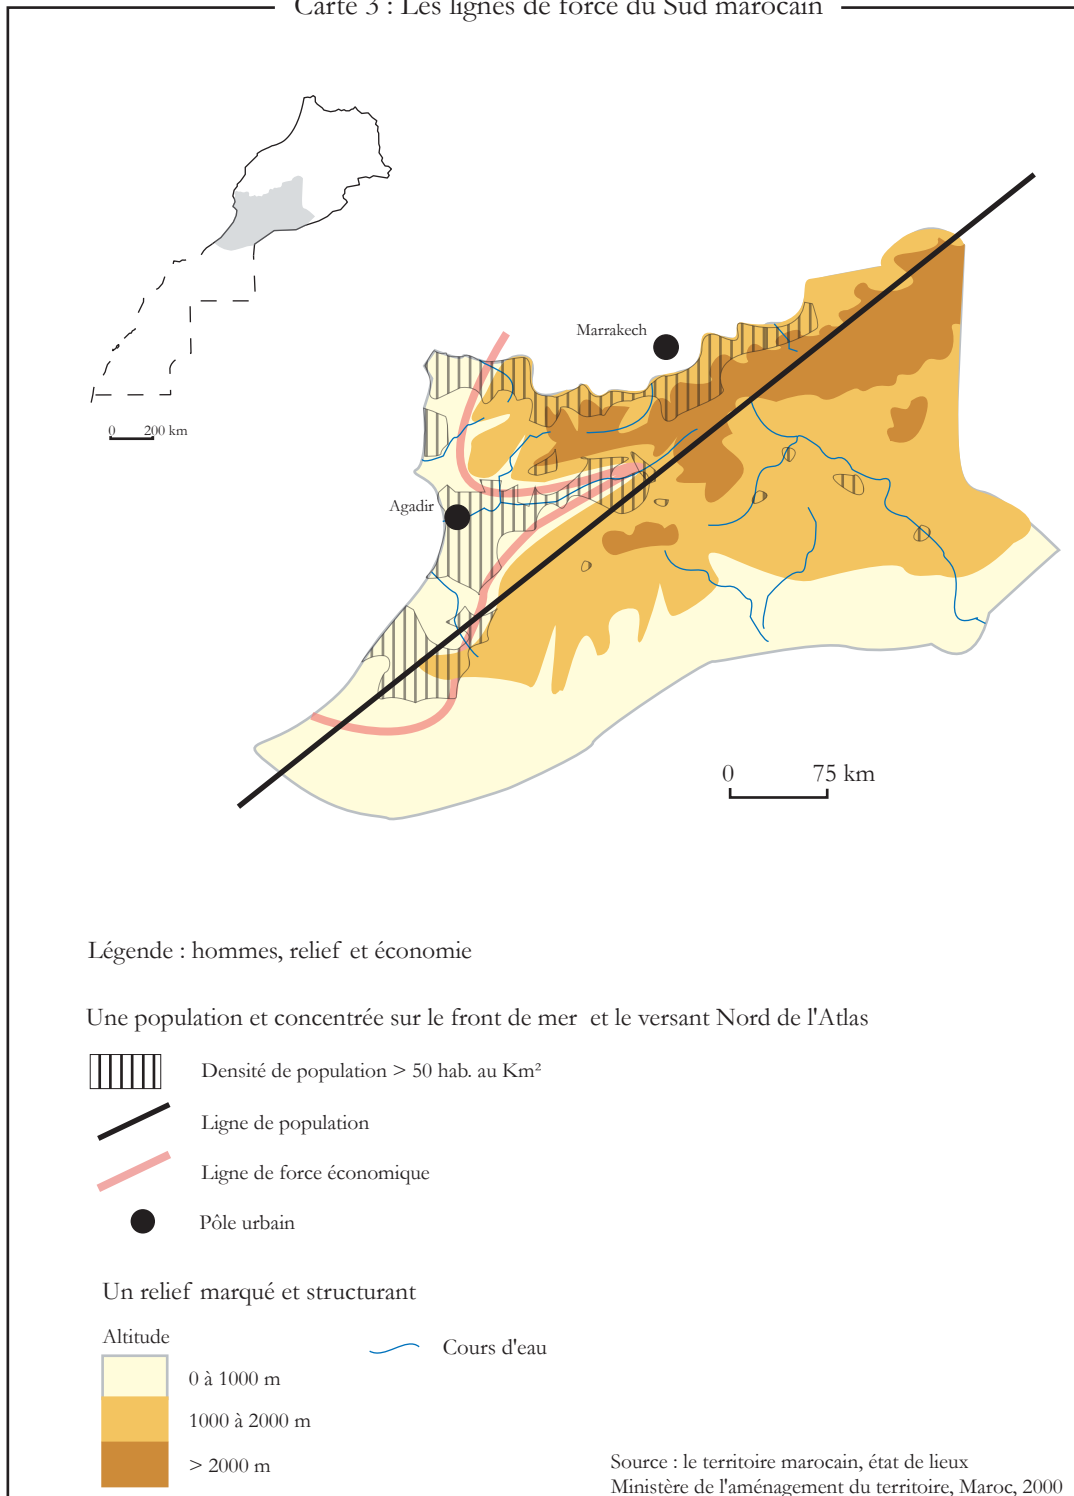 Carte 3 : Les lignes de force du Sud marocain
Marrakech
0 200 km
Agadir
0 75 km
Légende : hommes, relief et économie
Une population et concentrée sur le front de mer et le versant Nord de l'Atlas
Densité de population > 50 hab. au Km²
Ligne de population
Ligne de force économique
Pôle urbain
Un relief marqué et structurant
Altitude
Cours d'eau
0 à 1000 m
1000 à 2000 m
> 2000 m
Source : le territoire marocain, état de lieux
Ministère de l'aménagement du territoire, Maroc, 2000